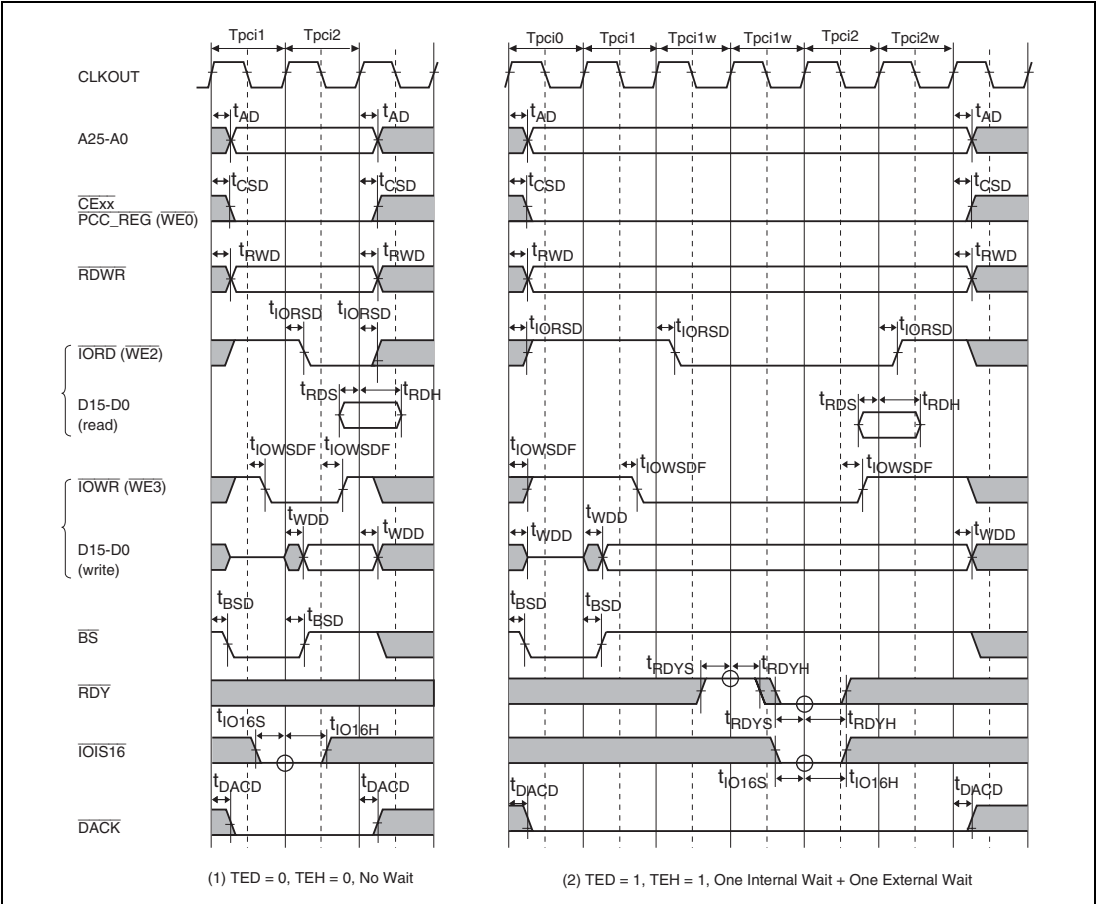 Tpci1 Tpci2 Tpci0 Tpci1 Tpci1w Tpci1w Tpci2 Tpci2w
CLKOUT
tAD tAD tAD tAD
A25-A0
tCSD tCSD tCSD tCSD
CExx
PCC_REG (WE0)
tRWD tRWD tRWD tRWD
RDWR
tIORSD tIORSD tIORSD tIORSD tIORSD
IORD (WE2)
tRDS tRDH tRDS tRDH
D15-D0
(read)
tIOWSDF tIOWSDF tIOWSDF tIOWSDF tIOWSDF
IOWR (WE3)
tWDD tWDD tWDD tWDD tWDD
D15-D0
(write)
tBSD tBSD tBSD tBSD
BS
tRDYS tRDYH
RDY
tRDYS tRDYH
tIO16S tIO16H
IOIS16
tIO16S tIO16H
tDACD tDACD tDACD tDACD
DACK
(1) TED = 0, TEH = 0, No Wait
(2) TED = 1, TEH = 1, One Internal Wait + One External Wait